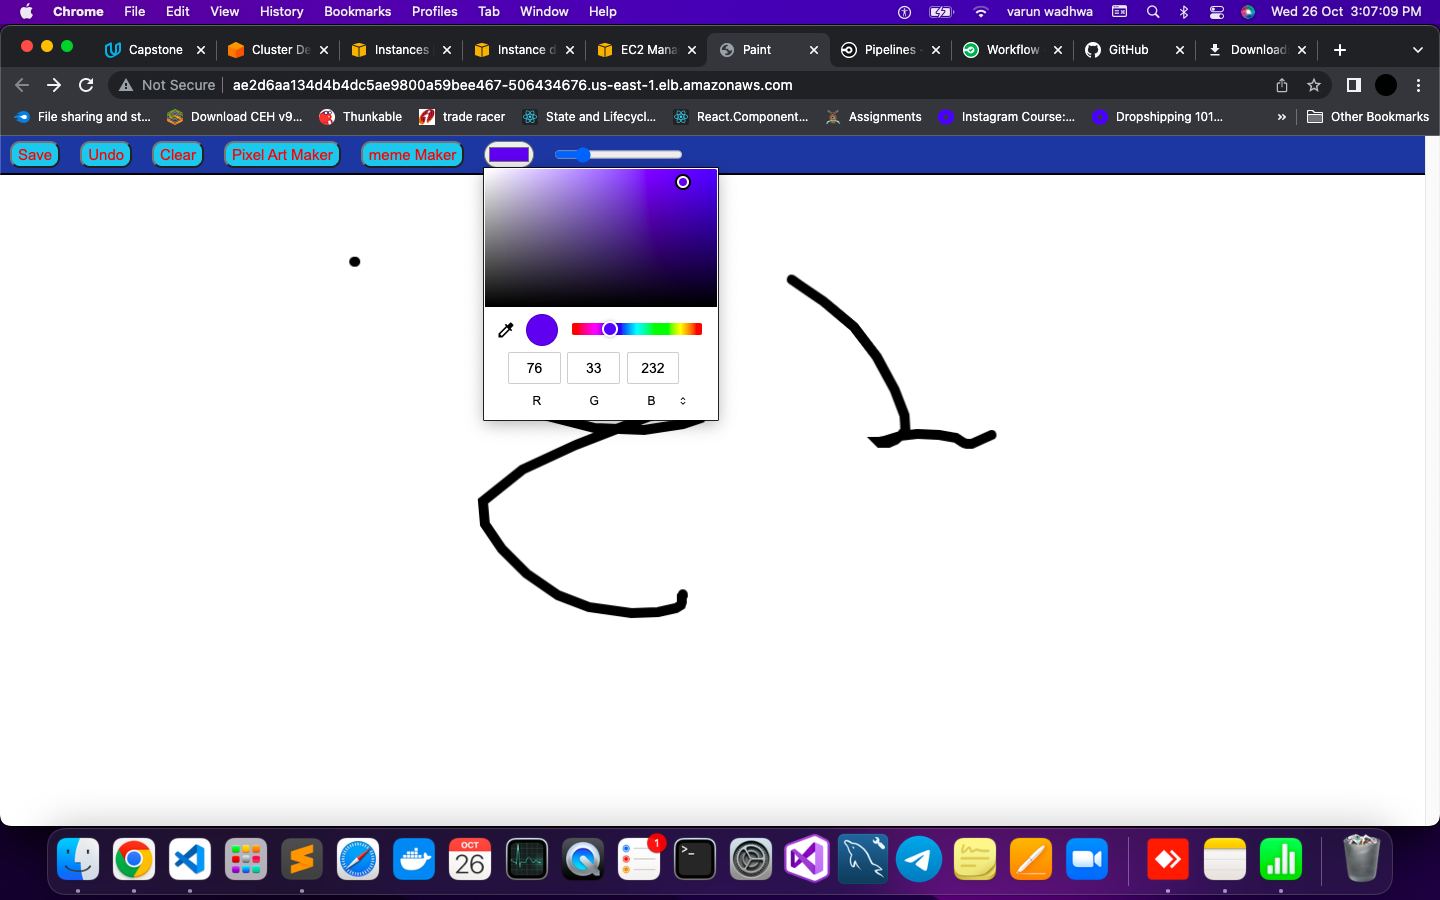 Chrome File Edit View History Bookmarks Profiles Tab Window Help varun wadhwa Wed 26 Oct 3:07:09 PM
Capstone Cluster De Instances Instance d EC2 Mana Paint Pipelines - Workflow GitHub Download
Not Secure ae2d6aa134d4b4dc5ae9800a59bee467-506434676.us-east-1.elb.amazonaws.com
File sharing and st... Download CEH v9... Thunkable trade racer State and Lifecycl... React.Component... Assignments Instagram Course:... Dropshipping 101... » Other Bookmarks
Save Undo Clear Pixel Art Maker meme Maker
76 33 232
R G B
OCT
26
1